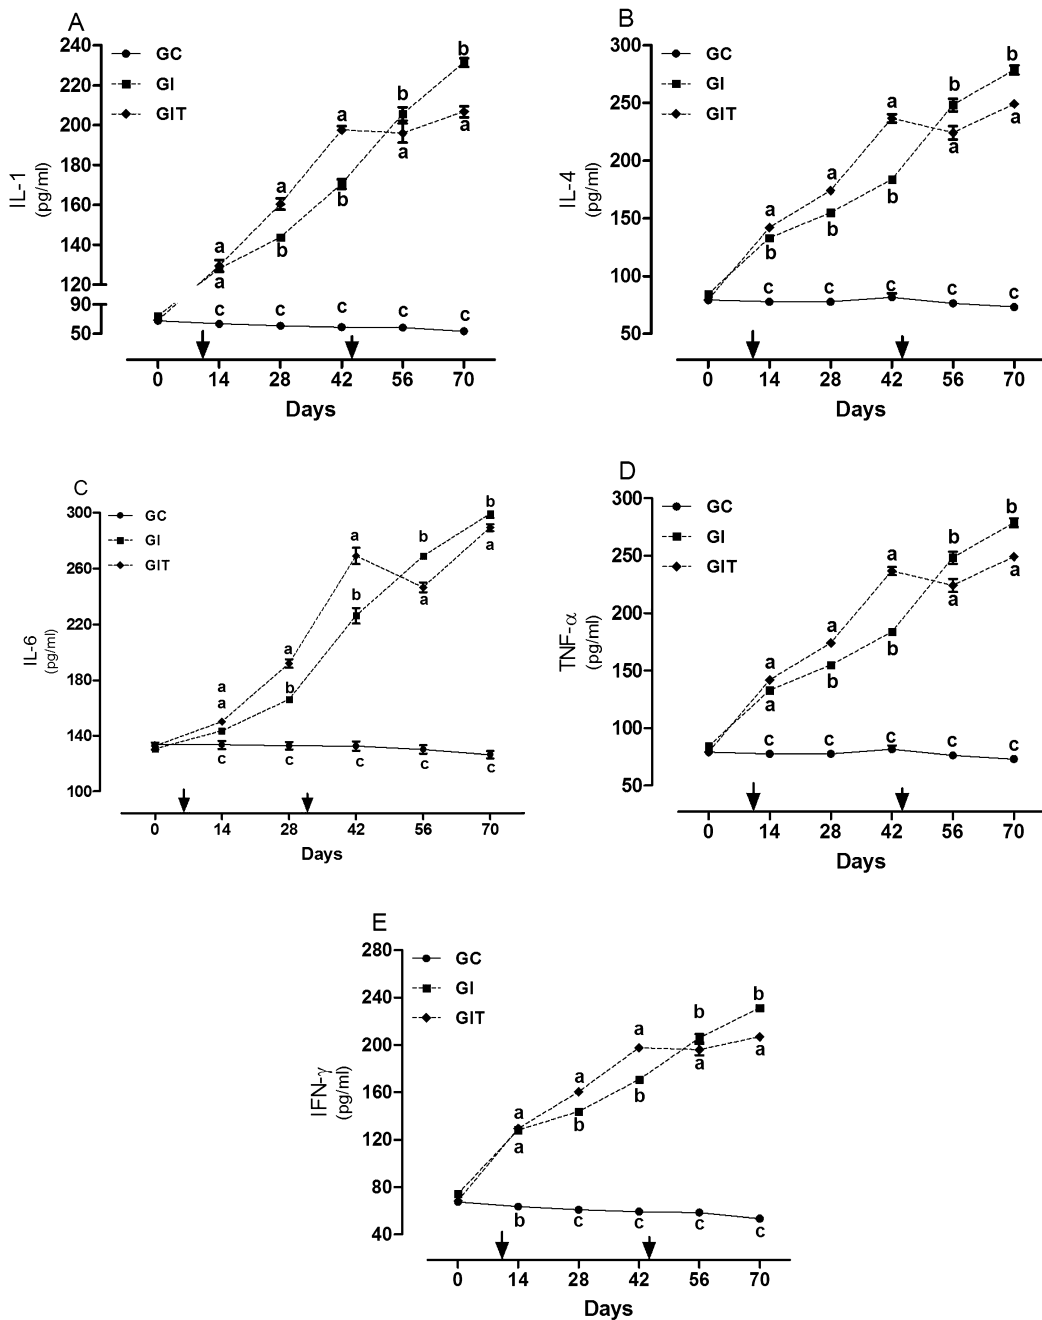 A
240
220
200
180
160
140
120
90
50
IL-1
(pg/ml)
GC
GI
GIT
a
a
a
b
a
b
b
a
b
a
c
c
c
c
c
0 14 28 42 56 70
Days
B
300
250
200
150
100
50
IL-4
(pg/ml)
GC
GI
GIT
a
b
a
b
a
b
b
a
b
a
c
c
c
c
c
0 14 28 42 56 70
Days
C
300
260
220
180
140
100
IL-6
(pg/ml)
GC
GI
GIT
a
a
a
b
a
b
b
a
b
a
c
c
c
c
c
0 14 28 42 56 70
Days
D
300
250
200
150
100
50
TNF-α
(pg/ml)
GC
GI
GIT
a
a
a
b
a
b
b
a
b
a
c
c
c
c
c
0 14 28 42 56 70
Days
E
280
240
200
160
120
80
40
IFN-γ
(pg/ml)
GC
GI
GIT
a
a
a
b
a
b
b
a
b
a
b
c
c
c
c
0 14 28 42 56 70
Days